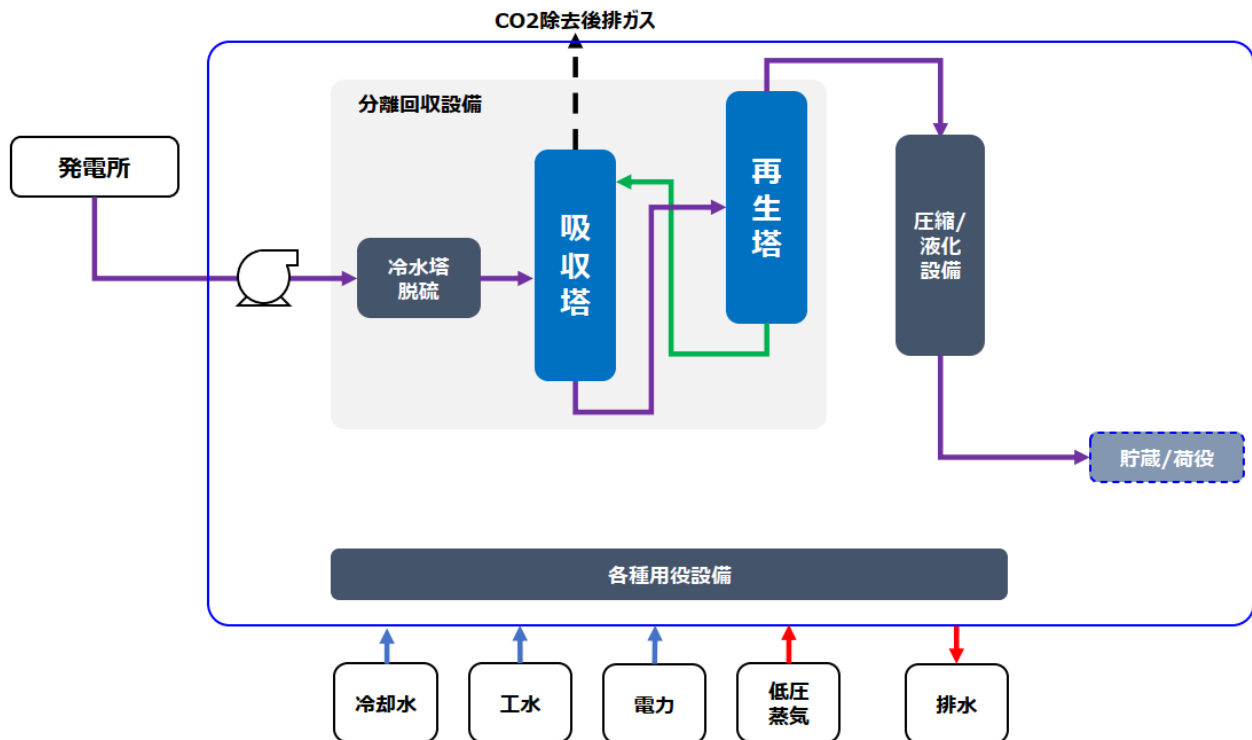 CO2除去後排ガス
分離回収設備
発電所
冷水塔
脱硫
吸収塔
再生塔
圧縮/
液化
設備
貯蔵/荷役
各種用役設備
冷却水
工水
電力
低圧
蒸気
排水